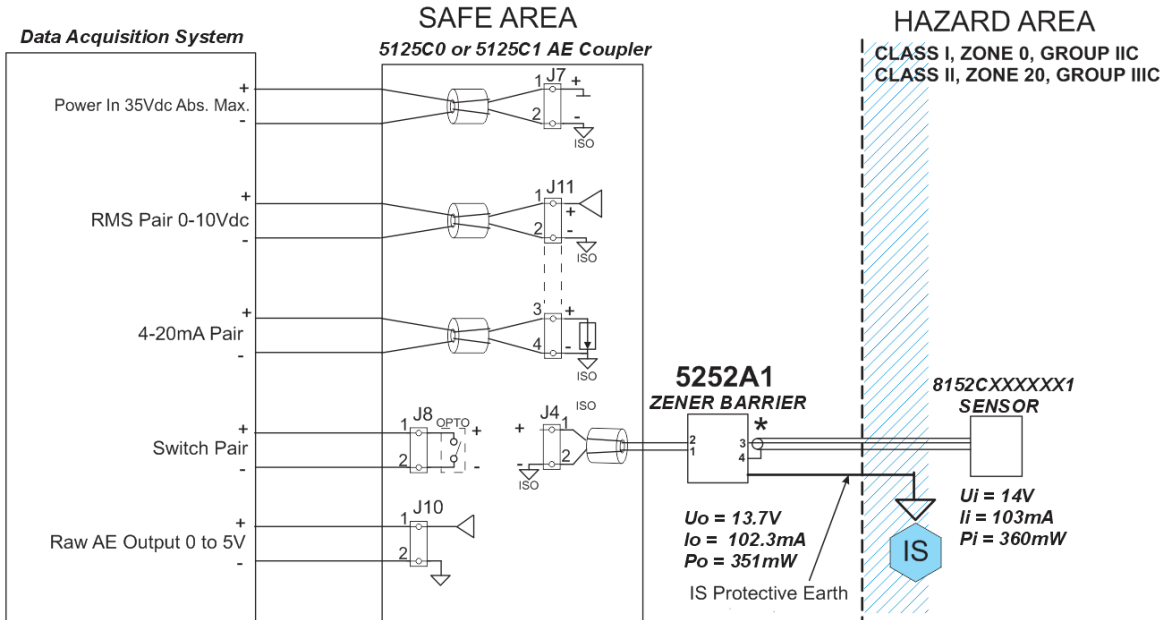 SAFE AREA
HAZARD AREA
Data Acquisition System
5125C0 or 5125C1 AE Coupler
CLASS I, ZONE 0, GROUP IIC
CLASS II, ZONE 20, GROUP IIIC
Power In 35Vdc Abs. Max.
+
-
1
2
J7
+
-
ISO
RMS Pair 0-10Vdc
+
-
1
2
J11
+
-
ISO
4-20mA Pair
+
-
3
4
+
-
ISO
Switch Pair
+
-
1
2
J8
OPTO
+
-
ISO
J4
+
-
1
2
ISO
5252A1
ZENER BARRIER
2
1
3
4
*
8152CXXXXXX1
SENSOR
Uo = 13.7V
Io = 102.3mA
Po = 351mW
Ui = 14V
Ii = 103mA
Pi = 360mW
IS
IS Protective Earth
Raw AE Output 0 to 5V
+
-
J10
1
2